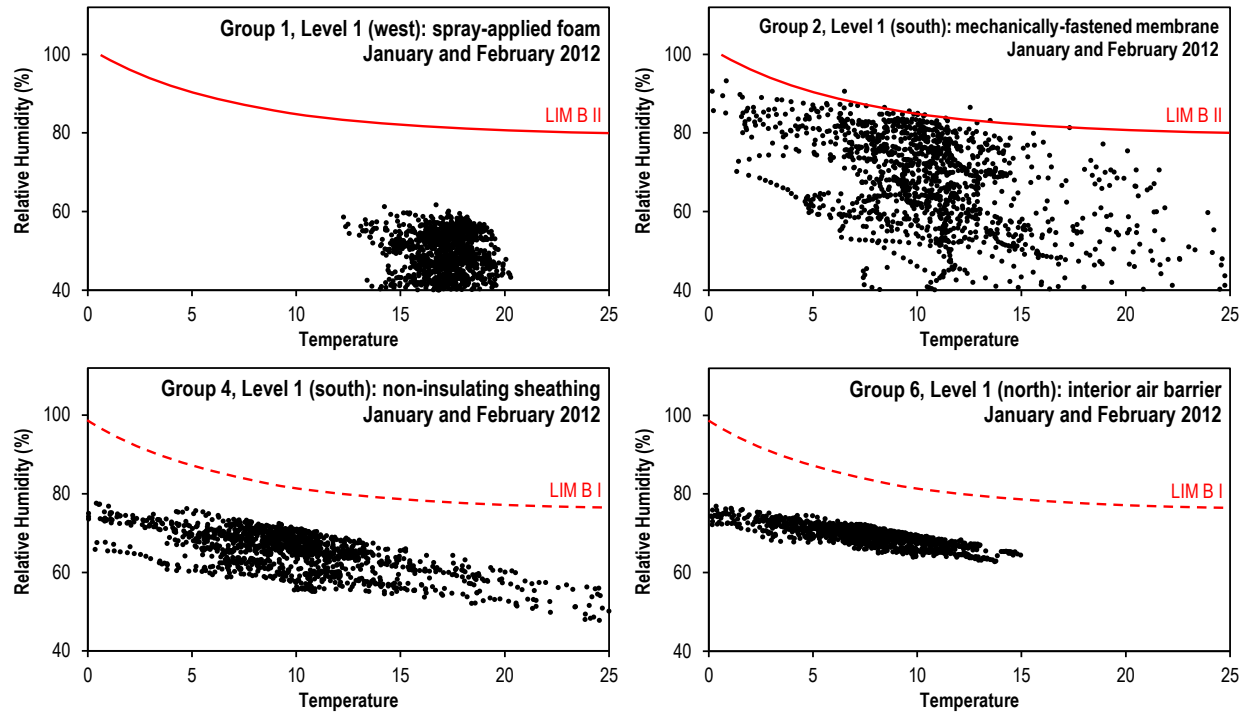 Group 1, Level 1 (west): spray-applied foam
January and February 2012
Relative Humidity (%)
100
80
60
40
LIM B II
0 5 10 15 20 25
Temperature
Group 2, Level 1 (south): mechanically-fastened membrane
January and February 2012
Relative Humidity (%)
100
80
60
40
LIM B II
0 5 10 15 20 25
Temperature
Group 4, Level 1 (south): non-insulating sheathing
January and February 2012
Relative Humidity (%)
100
80
60
40
LIM B I
0 5 10 15 20 25
Temperature
Group 6, Level 1 (north): interior air barrier
January and February 2012
Relative Humidity (%)
100
80
60
40
LIM B I
0 5 10 15 20 25
Temperature